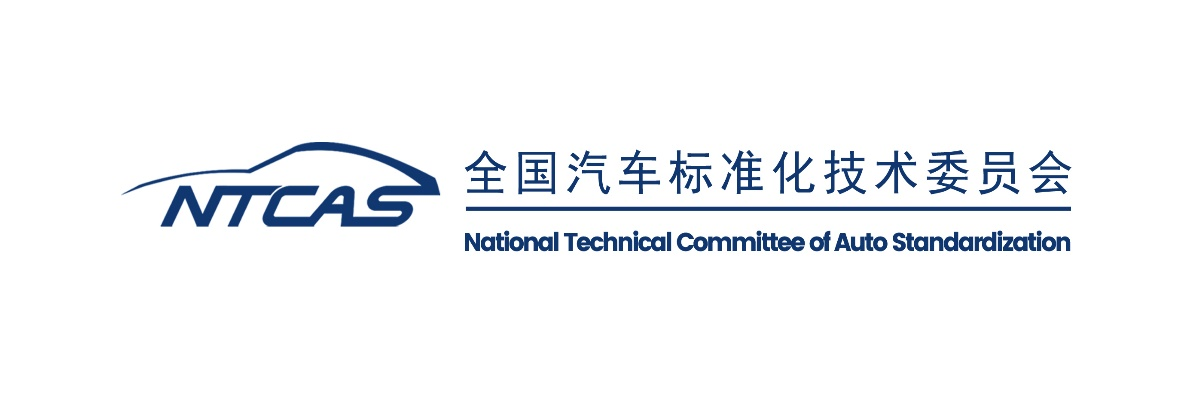 NTCAS
全国汽车标准化技术委员会
National Technical Committee of Auto Standardization